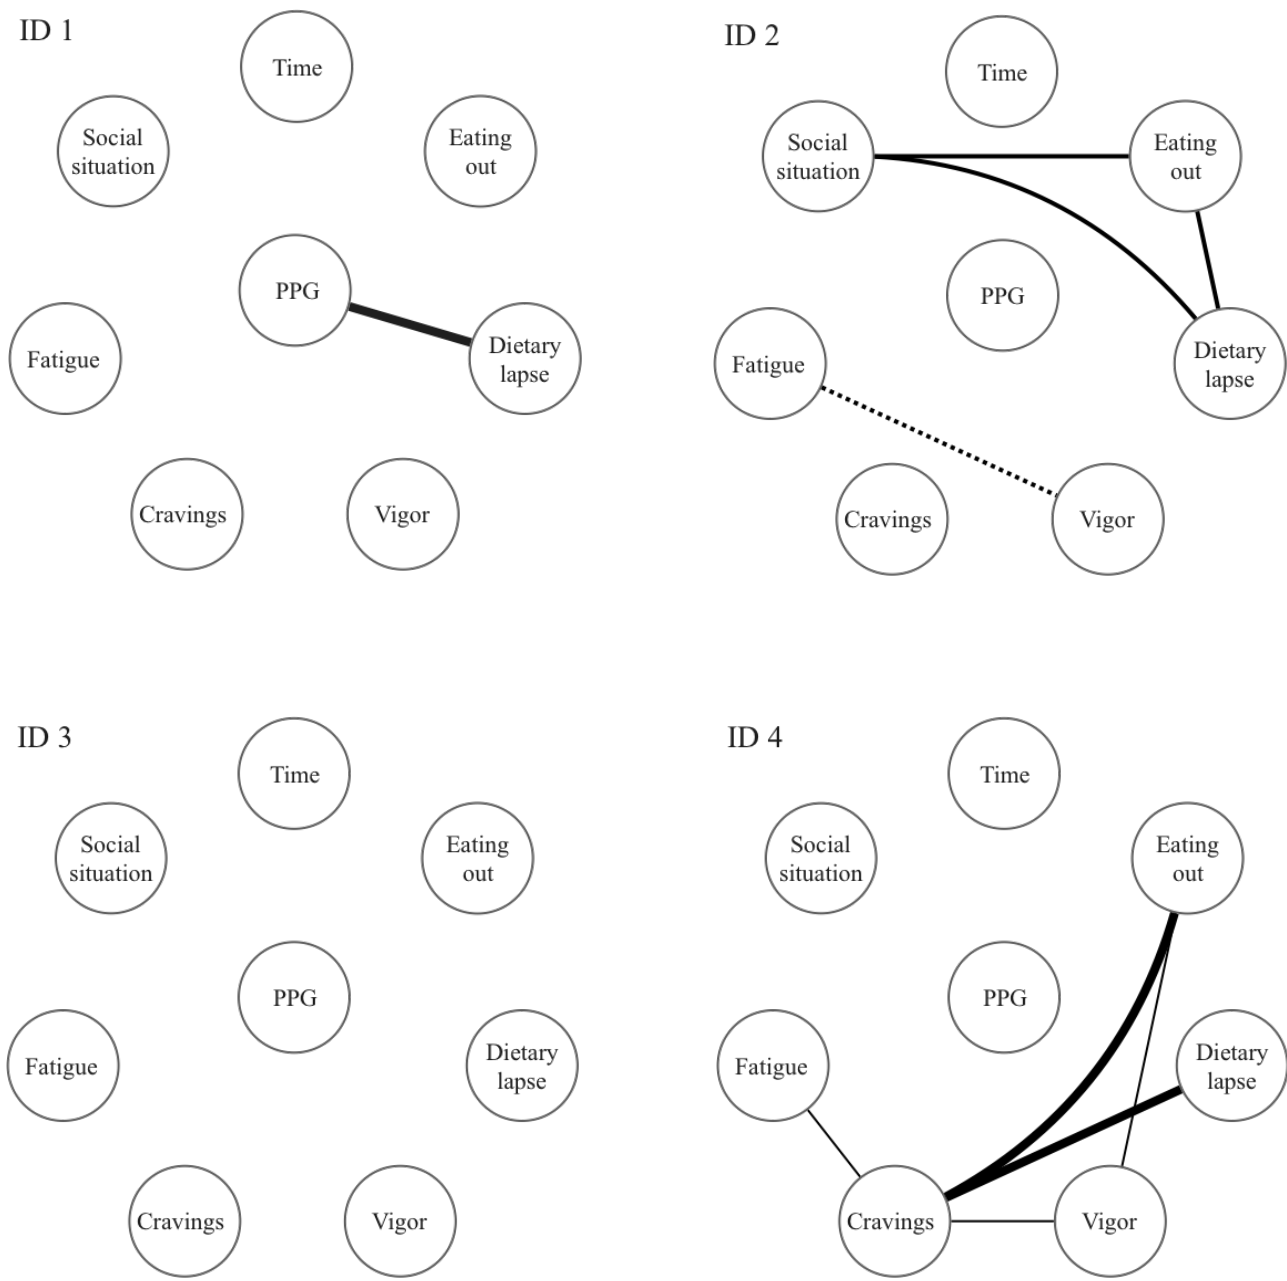 ID 1
Time
Social
situation
Eating
out
PPG
Fatigue
Dietary
lapse
Cravings
Vigor
ID 2
Time
Social
situation
Eating
out
PPG
Fatigue
Dietary
lapse
Cravings
Vigor
ID 3
Time
Social
situation
Eating
out
PPG
Fatigue
Dietary
lapse
Cravings
Vigor
ID 4
Time
Social
situation
Eating
out
PPG
Fatigue
Dietary
lapse
Cravings
Vigor